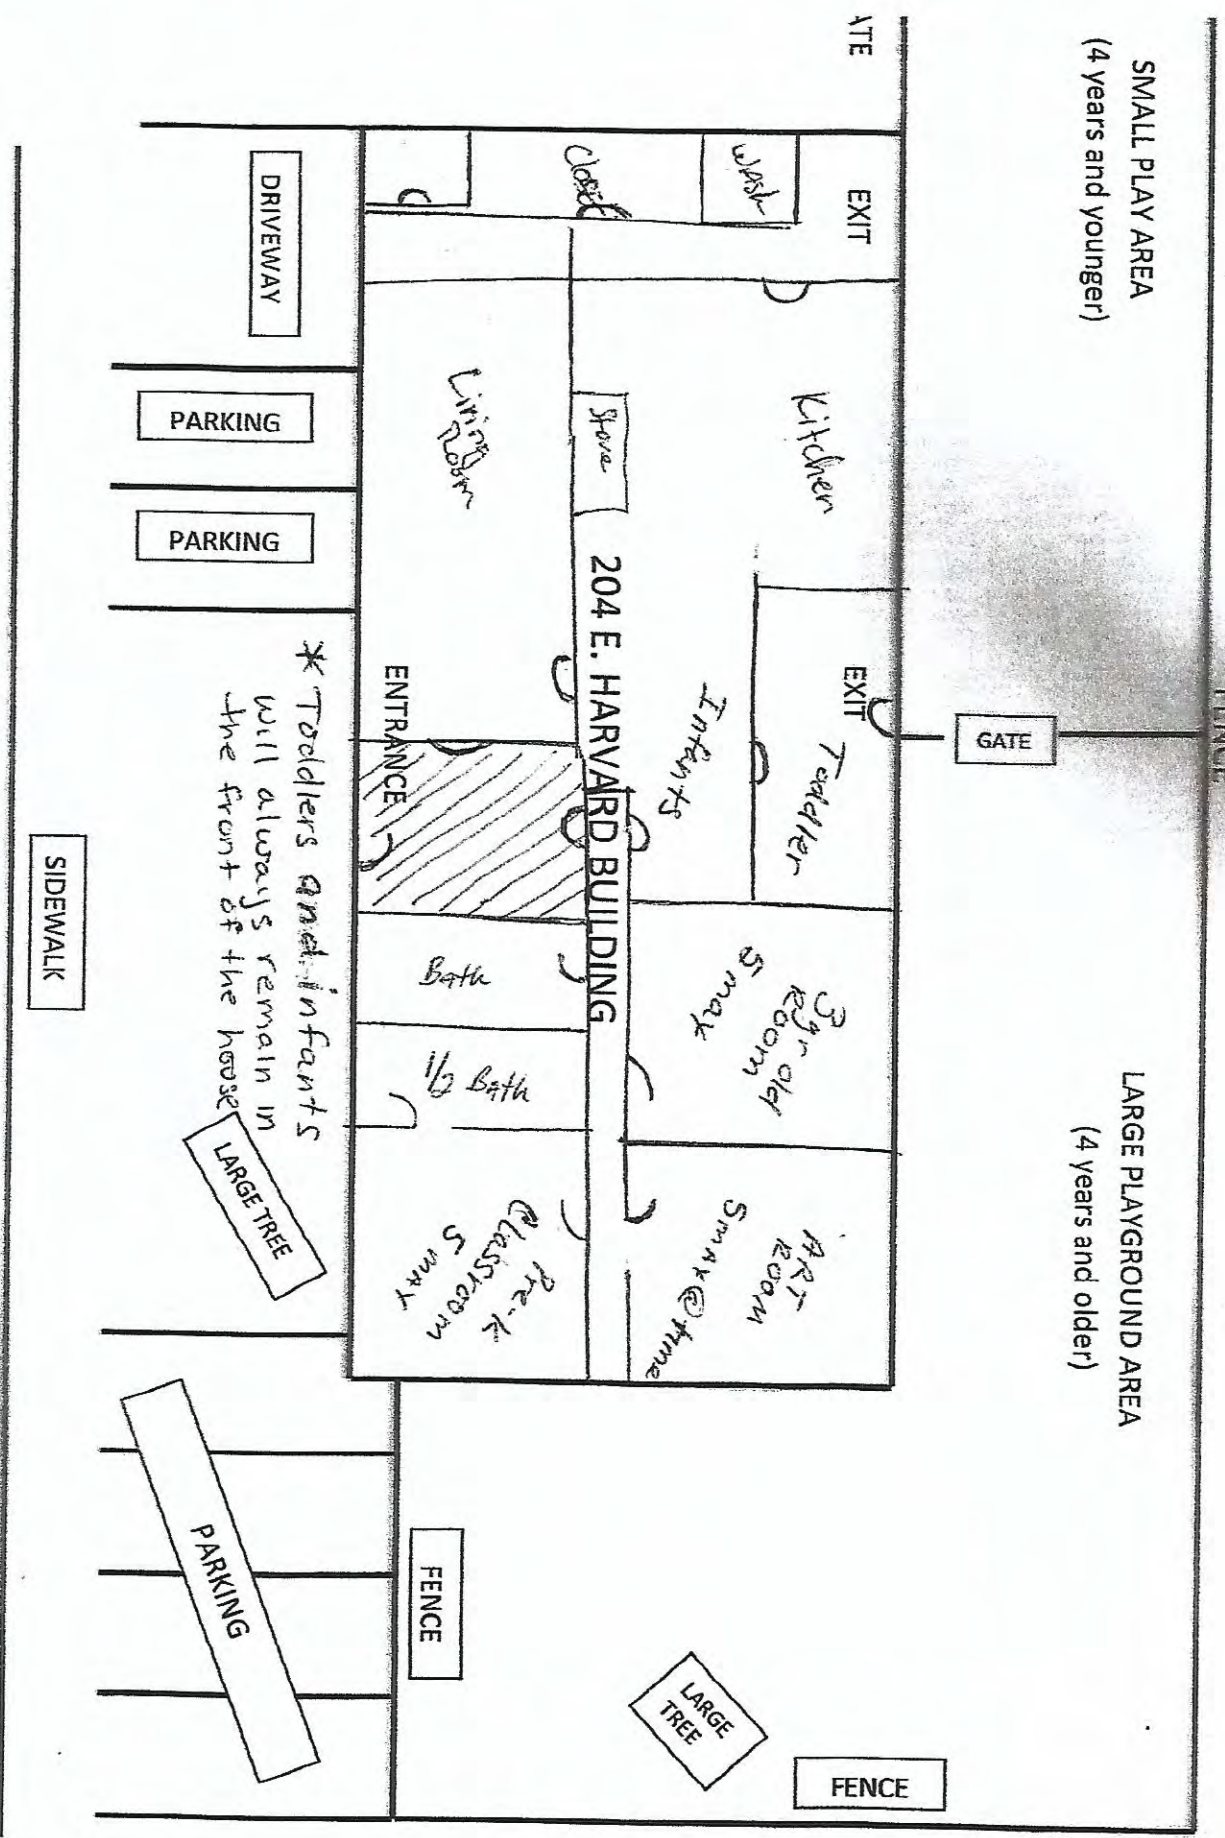 SMALL PLAY AREA
(4 years and younger)
LARGE PLAYGROUND AREA
(4 years and older)
GATE
EXIT
EXIT
WASH
Closet
Kitchen
Toddler
Infants
3 yr old
Room
5 max
ART
ROOM
5 max @ time
Stove
204 E. HARVARD BUILDING
Living
Room
ENTRANCE
Bath
1/2 Bath
Pre-K
Classroom
5 max
DRIVEWAY
PARKING
PARKING
* Toddlers and infants
will always remain in
the front of the house
LARGE TREE
PARKING
FENCE
LARGE
TREE
FENCE
SIDEWALK